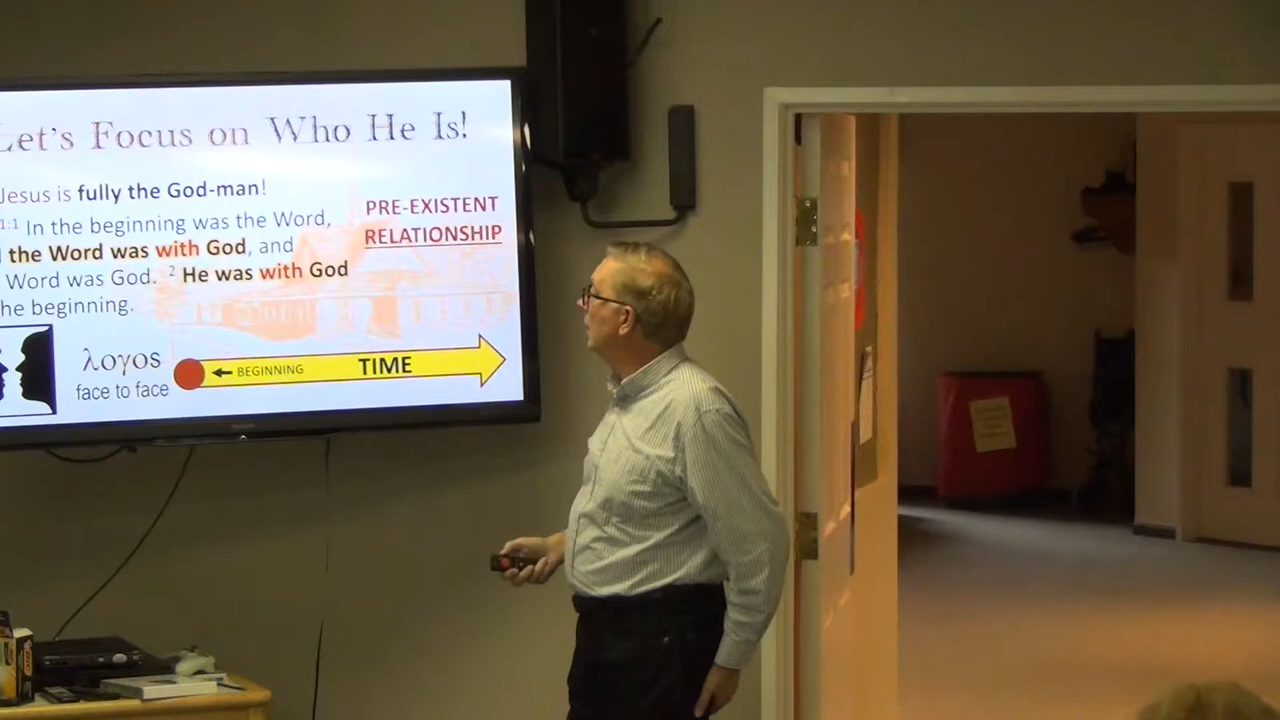 Let's Focus on Who He Is!
Jesus is fully the God-man!
1:1 In the beginning was the Word,
the Word was with God, and
Word was God. 2 He was with God
he beginning.
PRE-EXISTENT
RELATIONSHIP
λογος
face to face
BEGINNING
TIME